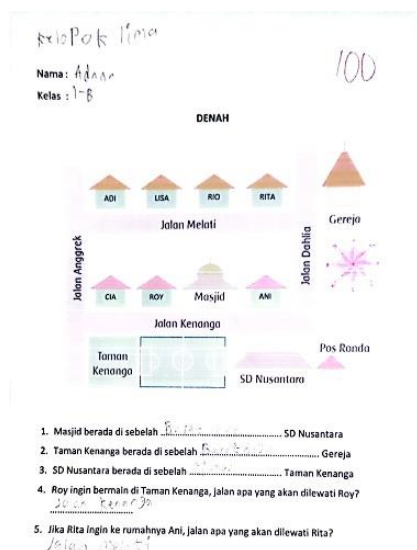 Kelopok lima
100
Nama : Adnan
Kelas : 1-B
DENAH
ADI LISA RIO RITA
Jalan Melati
Gereja
Jalan Anggrek
Jalan Dahlia
CIA ROY Masjid ANI
Jalan Kenanga
Taman
Kenanga
SD Nusantara
Pos Ronda
1. Masjid berada di sebelah SD Nusantara
2. Taman Kenanga berada di sebelah Gereja
3. SD Nusantara berada di sebelah Taman Kenanga
4. Roy ingin bermain di Taman Kenanga, jalan apa yang akan dilewati Roy?
Jalan Kenanga
5. Jika Rita ingin ke rumahnya Ani, jalan apa yang akan dilewati Rita?
Jalan Melati